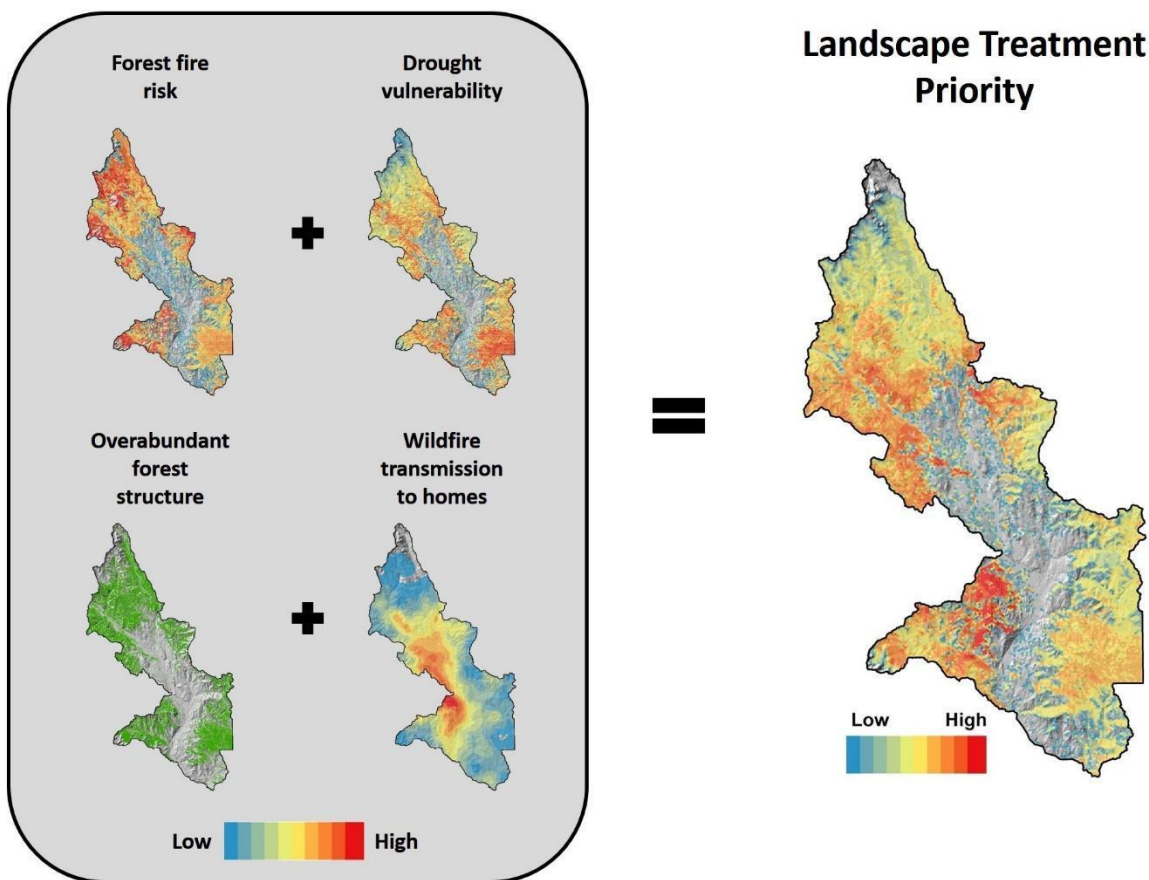 Forest fire
risk
Drought
vulnerability
Overabundant
forest
structure
Wildfire
transmission
to homes
Low High
Landscape Treatment
Priority
Low High